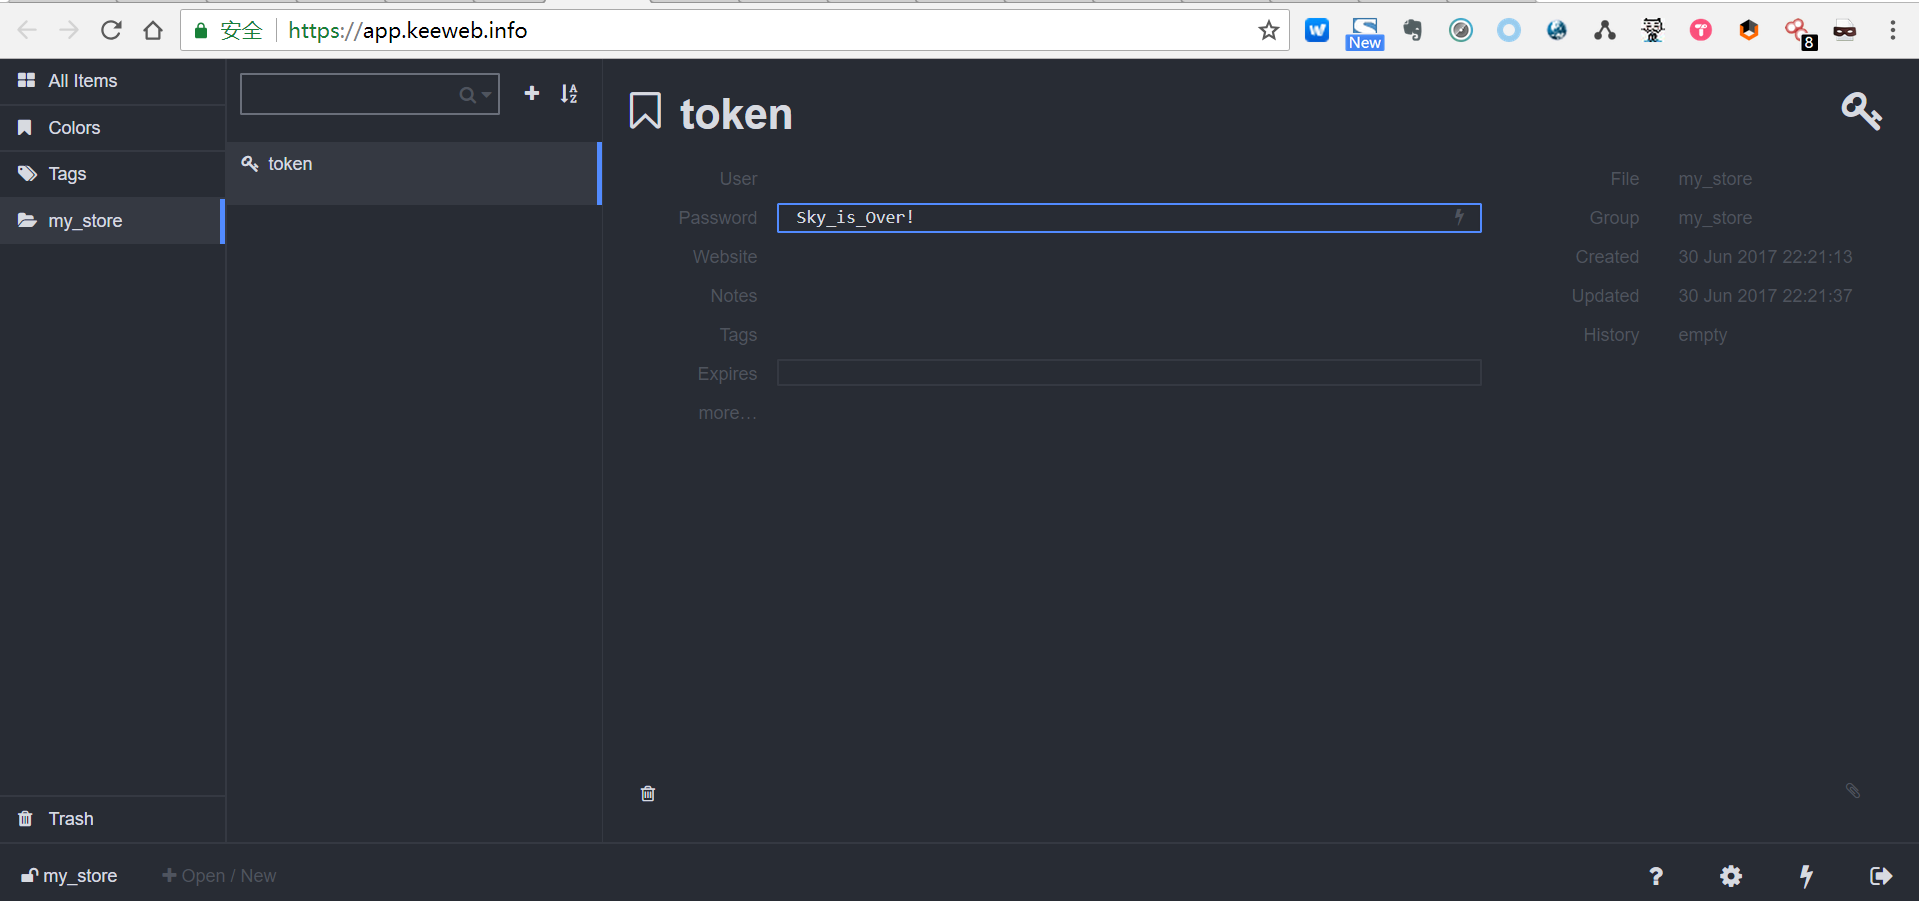 安全 https://app.keeweb.info
New
8
All Items
Colors
Tags
my_store
token
token
User
Password Sky_is_Over!
Website
Notes
Tags
Expires
more…
File my_store
Group my_store
Created 30 Jun 2017 22:21:13
Updated 30 Jun 2017 22:21:37
History empty
Trash
my_store
Open / New